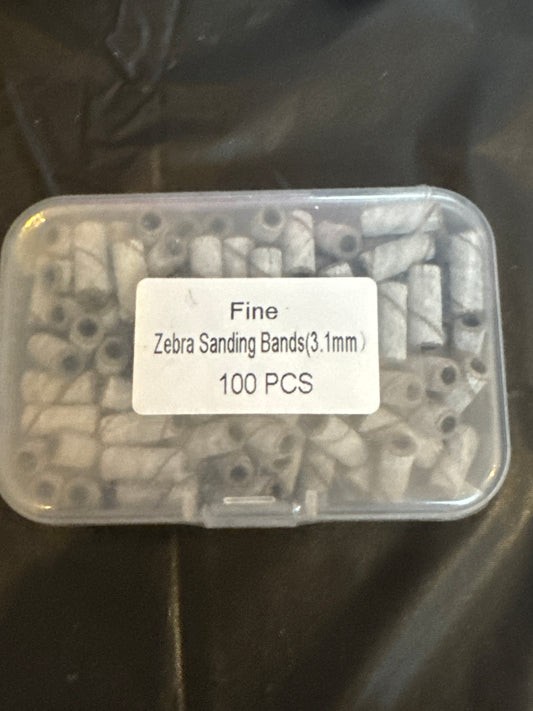 Fine
Zebra Sanding Bands(3.1mm)
100 PCS